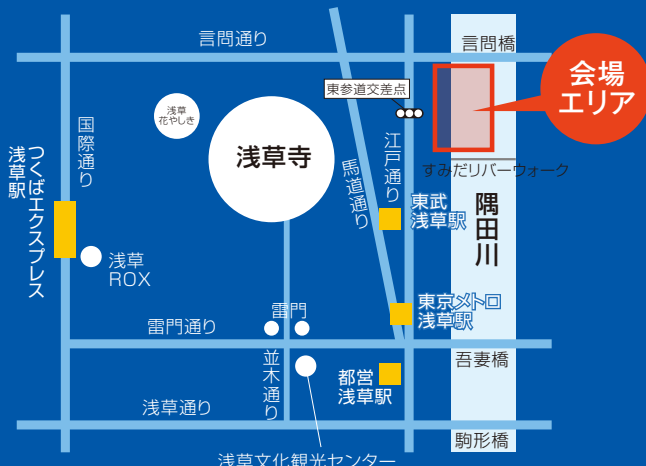 言問通り
言問橋
会場
エリア
東参道交差点
浅草
花やしき
国際通り
浅草寺
馬道通り
江戸通り
すみだリバーウォーク
つくばエクスプレス
浅草駅
東武
浅草駅
隅田川
浅草
ROX
東京メトロ
浅草駅
雷門
雷門通り
吾妻橋
並木通り
都営
浅草駅
浅草通り
駒形橋
浅草文化観光センター